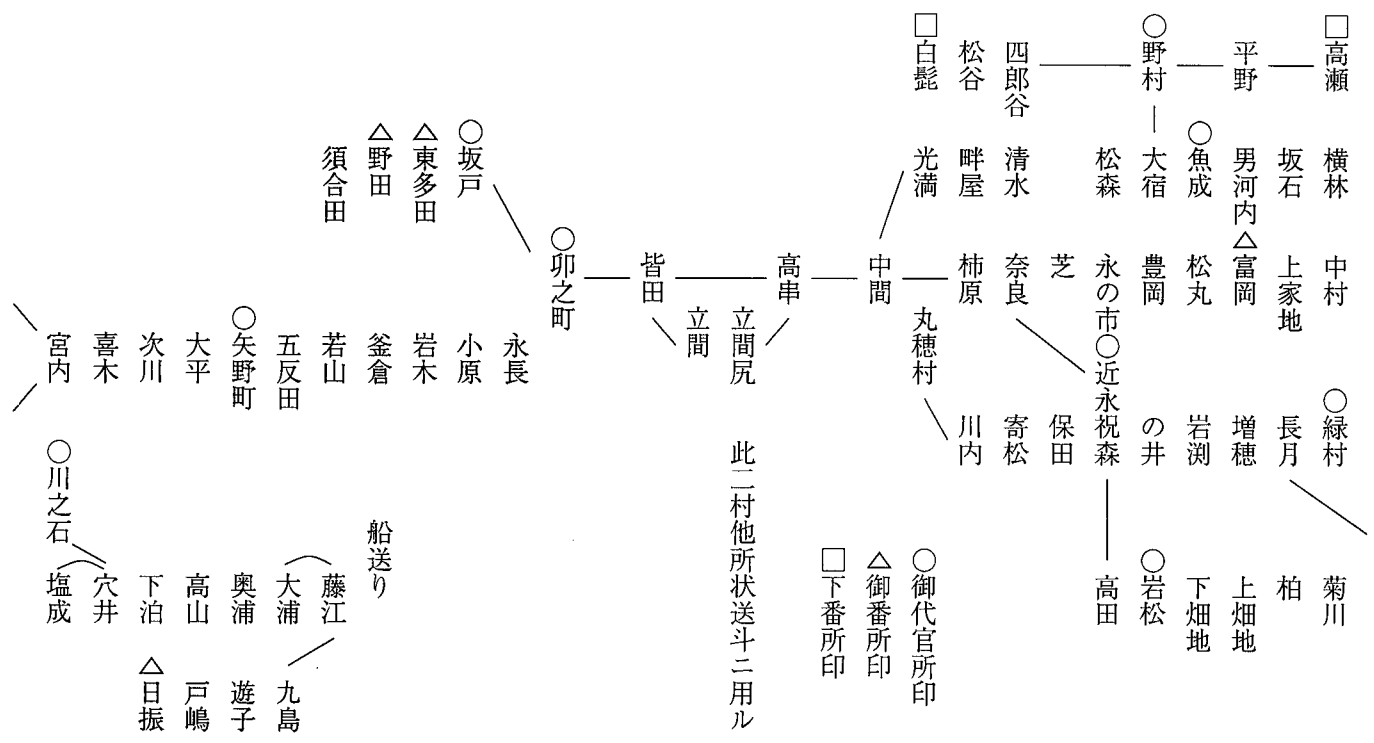 □高瀬
平野
○野村
四郎谷
松谷
□白髭
横林
坂石
男河内
○魚成
大宿
松森
清水
畔屋
光満
中村
上家地
△富岡
松丸
豊岡
永の市
芝
奈良
柿原
中間
高串
皆田
○卯之町
○坂戸
△東多田
△野田
須合田
丸穂村
立間尻
立間
永長
小原
岩木
釜倉
若山
五反田
○矢野町
大平
次川
喜木
宮内
○緑村
長月
増穂
岩渕
の井
○近永
祝森
保田
寄松
川内
此二村他所状送斗ニ用ル
○川之石
菊川
柏
上畑地
下畑地
○岩松
高田
○御代官所印
△御番所印
□下番所印
船送り
藤江
大浦
奥浦
高山
下泊
穴井
塩成
九島
遊子
戸嶋
△日振